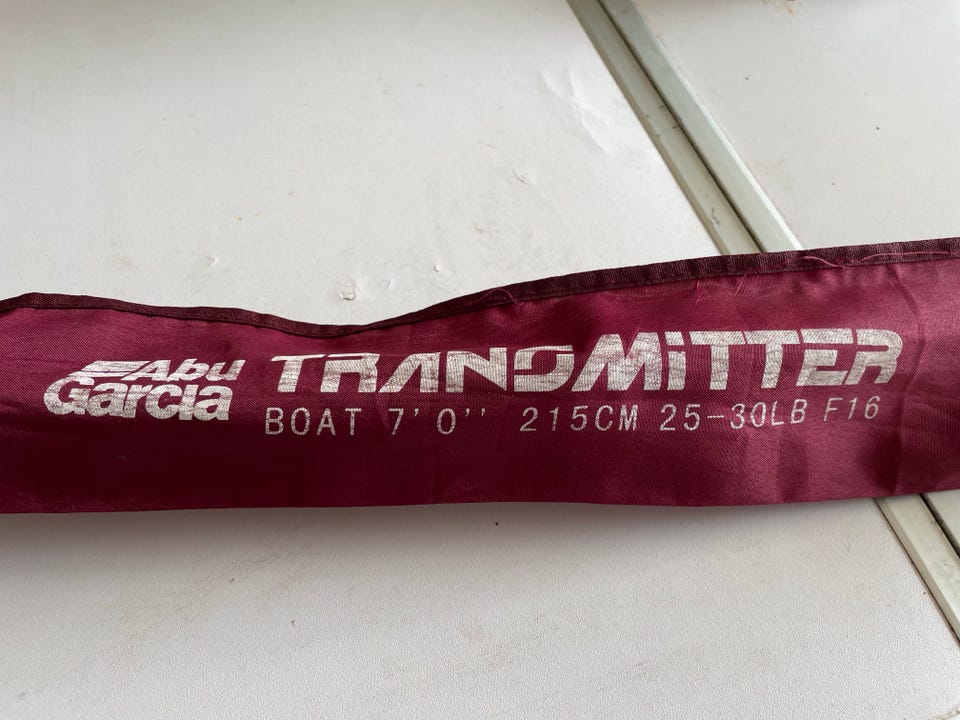 Abu
Garcia
TRANSMITTER
BOAT 7'0'' 215CM 25-30LB F16